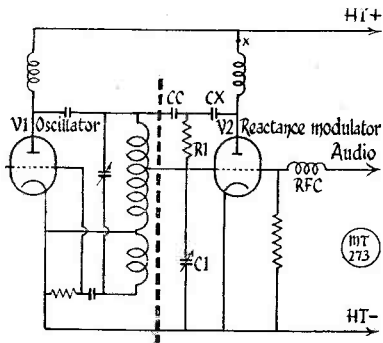 HT+
x
CC
CX
V1 Oscillator
V2 Reactance modulator
R1
Audio
RFC
C1
MT
273
HT-